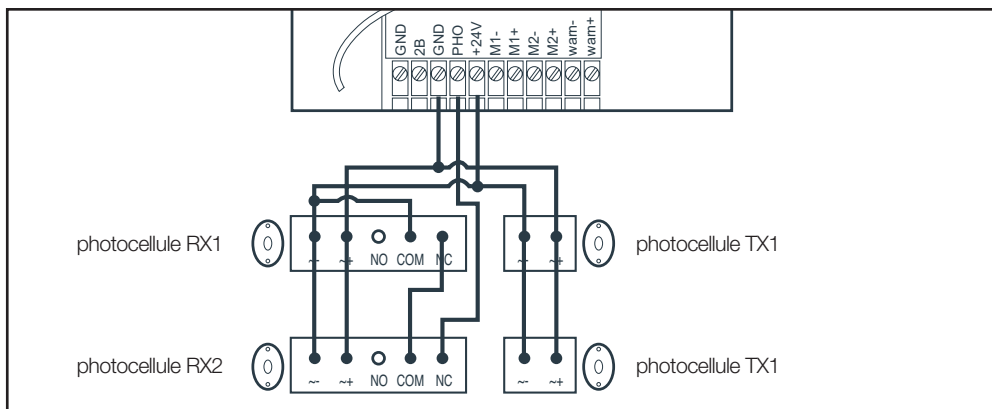 GND 2B GND PHO +24V M1- M1+ M2- M2+ wam- wam+
photocellule RX1
~- ~+ NO COM NC
~- ~+
photocellule TX1
photocellule RX2
~- ~+ NO COM NC
~- ~+
photocellule TX1